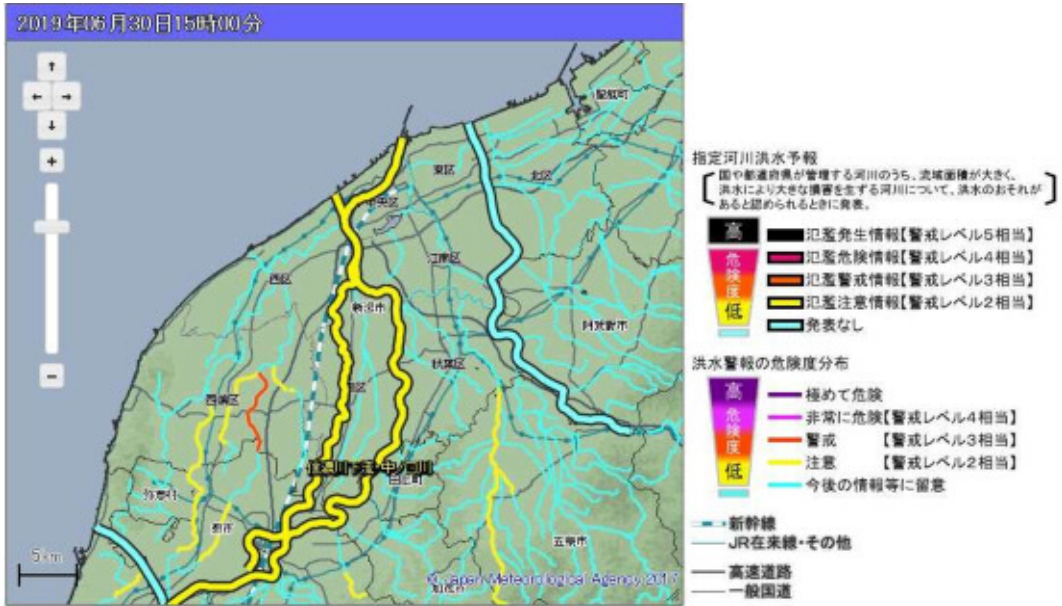 2019年06月30日15時00分
聖籠町
東区
北区
中央区
江南区
西区
新潟市
阿賀野市
秋葉区
西蒲区
南区
信濃川下流・中ノ口川
田上町
弥彦村
燕市
五泉市
加茂市
5km
© Japan Meteorological Agency 2017
指定河川洪水予報
国や都道府県が管理する河川のうち、流域面積が大きく、
洪水により大きな損害を生ずる河川について、洪水のおそれが
あると認められるときに発表。
高
危険度
低
氾濫発生情報【警戒レベル5相当】
氾濫危険情報【警戒レベル4相当】
氾濫警戒情報【警戒レベル3相当】
氾濫注意情報【警戒レベル2相当】
発表なし
洪水警報の危険度分布
高
危険度
低
極めて危険
非常に危険【警戒レベル4相当】
警戒 【警戒レベル3相当】
注意 【警戒レベル2相当】
今後の情報等に留意
新幹線
JR在来線・その他
高速道路
一般国道